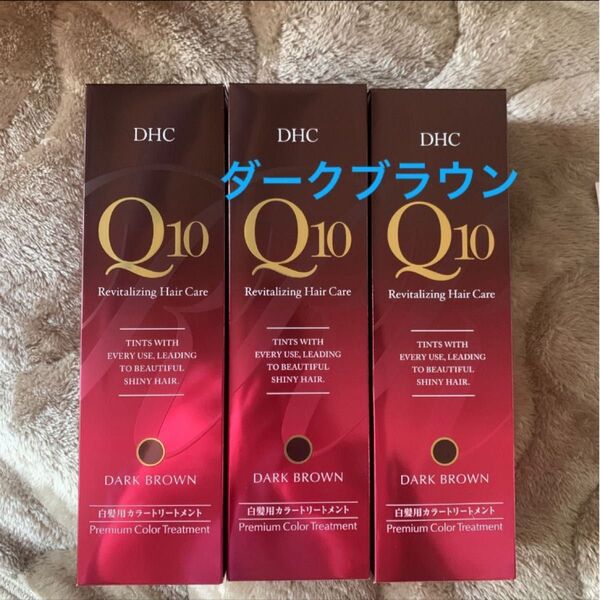 DHC
Q10
Revitalizing Hair Care
TINTS WITH
EVERY USE, LEADING
TO BEAUTIFUL
SHINY HAIR.
DARK BROWN
白髪用カラートリートメント
Premium Color Treatment
DHC
Q10
Revitalizing Hair Care
TINTS WITH
EVERY USE, LEADING
TO BEAUTIFUL
SHINY HAIR.
DARK BROWN
白髪用カラートリートメント
Premium Color Treatment
DHC
Q10
Revitalizing Hair Care
TINTS WITH
EVERY USE, LEADING
TO BEAUTIFUL
SHINY HAIR.
DARK BROWN
白髪用カラートリートメント
Premium Color Treatment
ダークブラウン